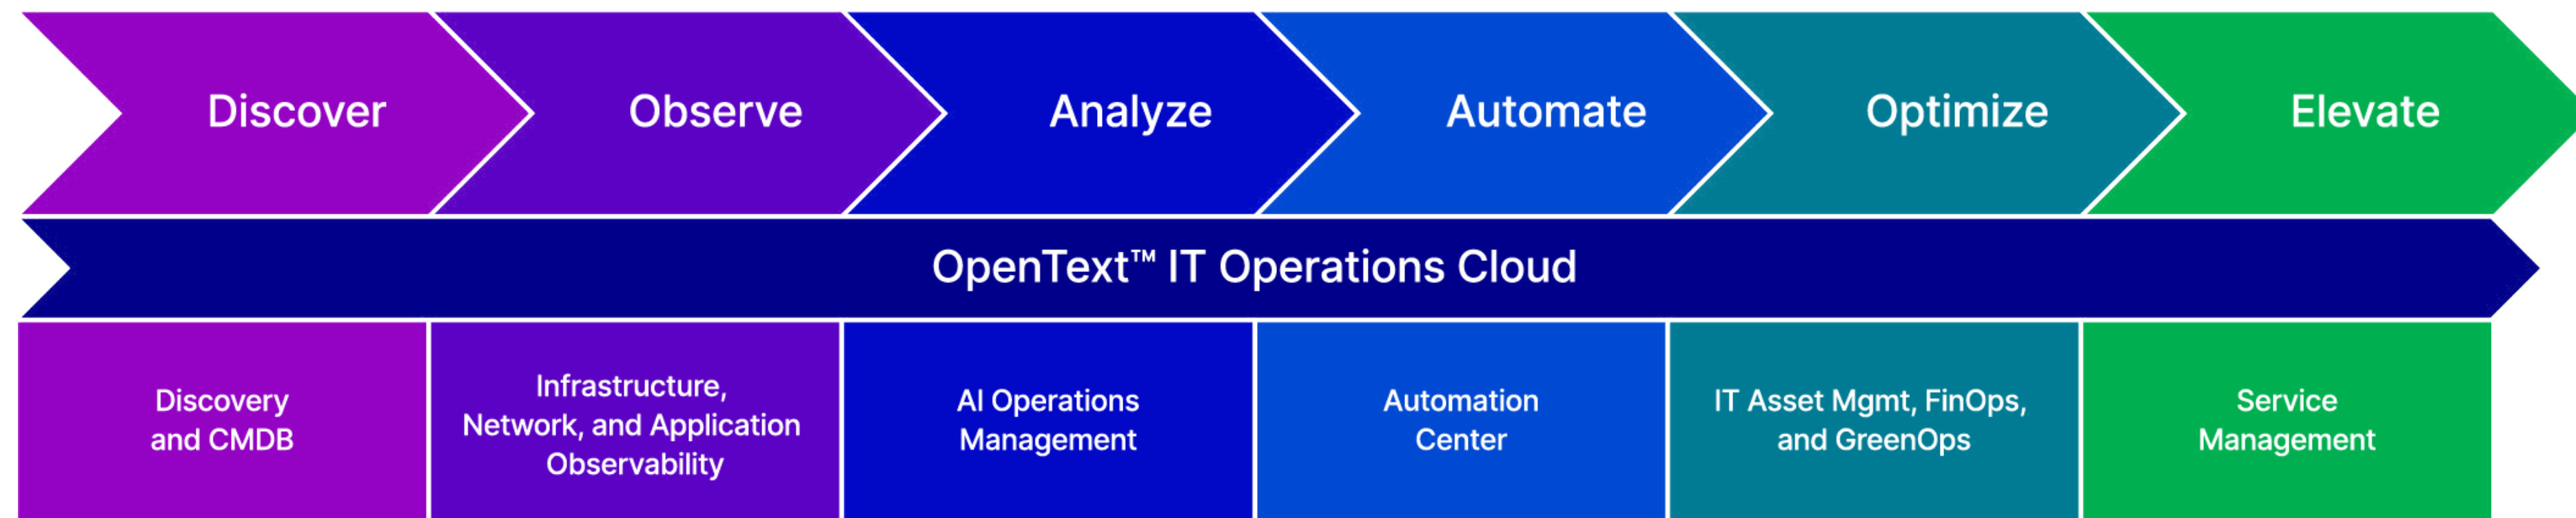 Discover
Observe
Analyze
Automate
Optimize
Elevate
OpenText™ IT Operations Cloud
Discovery
and CMDB
Infrastructure,
Network, and Application
Observability
AI Operations
Management
Automation
Center
IT Asset Mgmt, FinOps,
and GreenOps
Service
Management